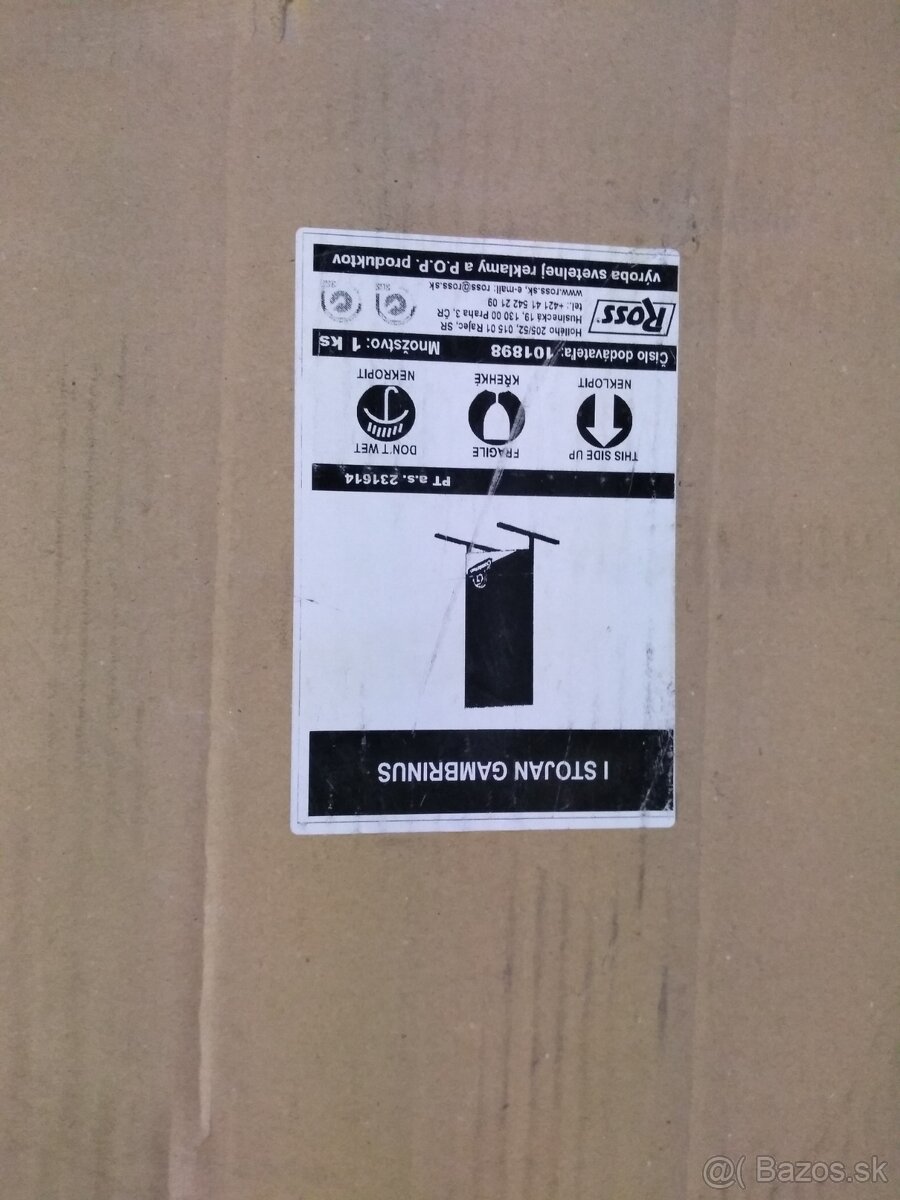 I STOJAN GAMBRINUS
PT a.s. 231614
THIS SIDE UP
FRAGILE
DON'T WET
NEKLOPIT
KŘEHKÉ
NEKROPIT
Číslo dodávateľa: 101898 Množstvo: 1 ks
ROSS
Hollého 205/52, 015 01 Rajec, SR
Husinecká 19, 130 00 Praha 3, ČR
tel.: +421 41 542 21 09
www.ross.sk, e-mail: ross@ross.sk
výroba svetelnej reklamy a P.O.P. produktov
@( Bazos.sk